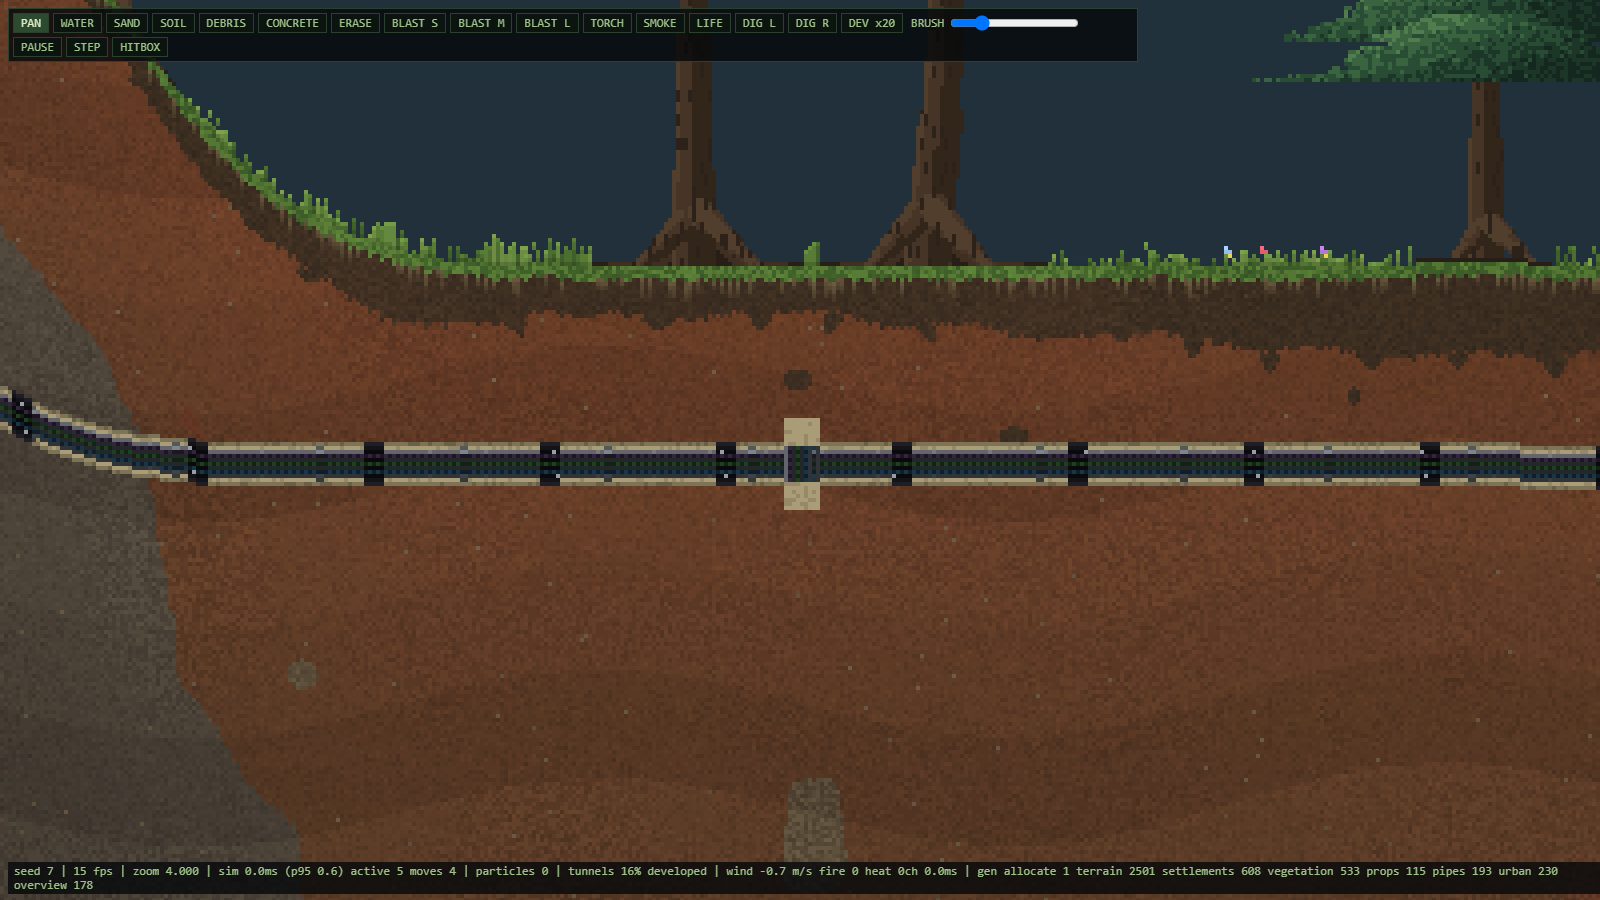 PAN WATER SAND SOIL DEBRIS CONCRETE ERASE BLAST S BLAST M BLAST L TORCH SMOKE LIFE DIG L DIG R DEV x20 BRUSH
PAUSE STEP HITBOX
seed 7 | 15 fps | zoom 4.000 | sim 0.0ms (p95 0.6) active 5 moves 4 | particles 0 | tunnels 16% developed | wind -0.7 m/s fire 0 heat 0ch 0.0ms | gen allocate 1 terrain 2501 settlements 608 vegetation 533 props 115 pipes 193 urban 230
overview 178